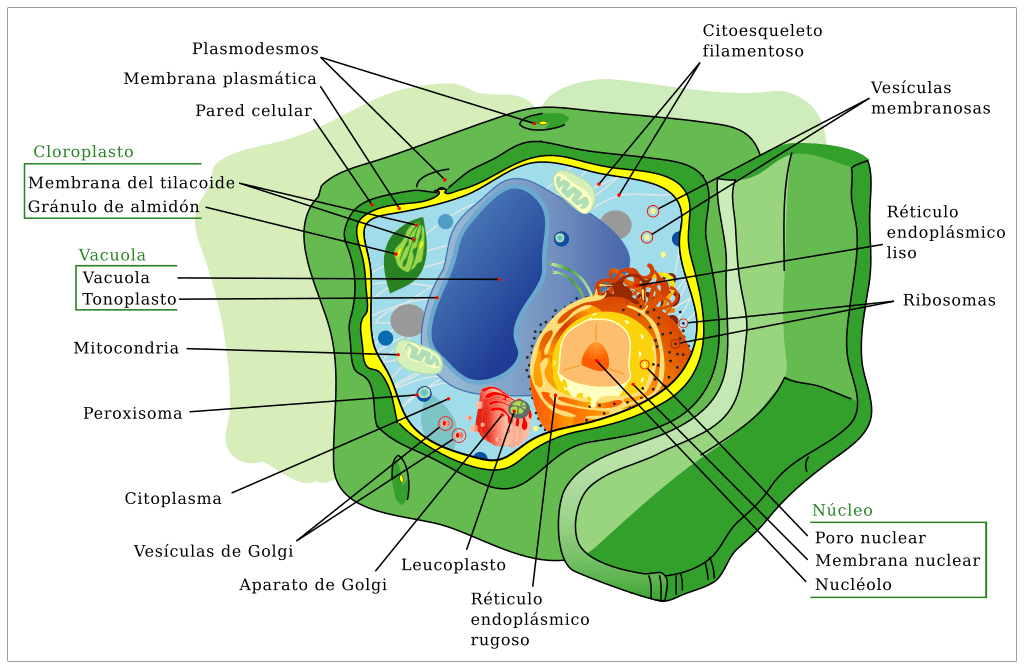 Plasmodesmos
Membrana plasmática
Pared celular
Cloroplasto
Membrana del tilacoide
Gránulo de almidón
Vacuola
Vacuola
Tonoplasto
Mitocondria
Peroxisoma
Citoplasma
Vesículas de Golgi
Aparato de Golgi
Leucoplasto
Réticulo
endoplásmico
rugoso
Citoesqueleto
filamentoso
Vesículas
membranosas
Réticulo
endoplásmico
liso
Ribosomas
Núcleo
Poro nuclear
Membrana nuclear
Nucléolo